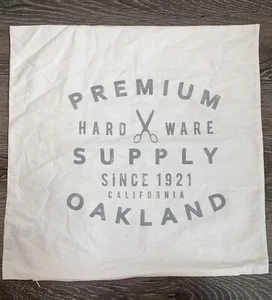 PREMIUM
HARD WARE
SUPPLY
SINCE 1921
CALIFORNIA
OAKLAND